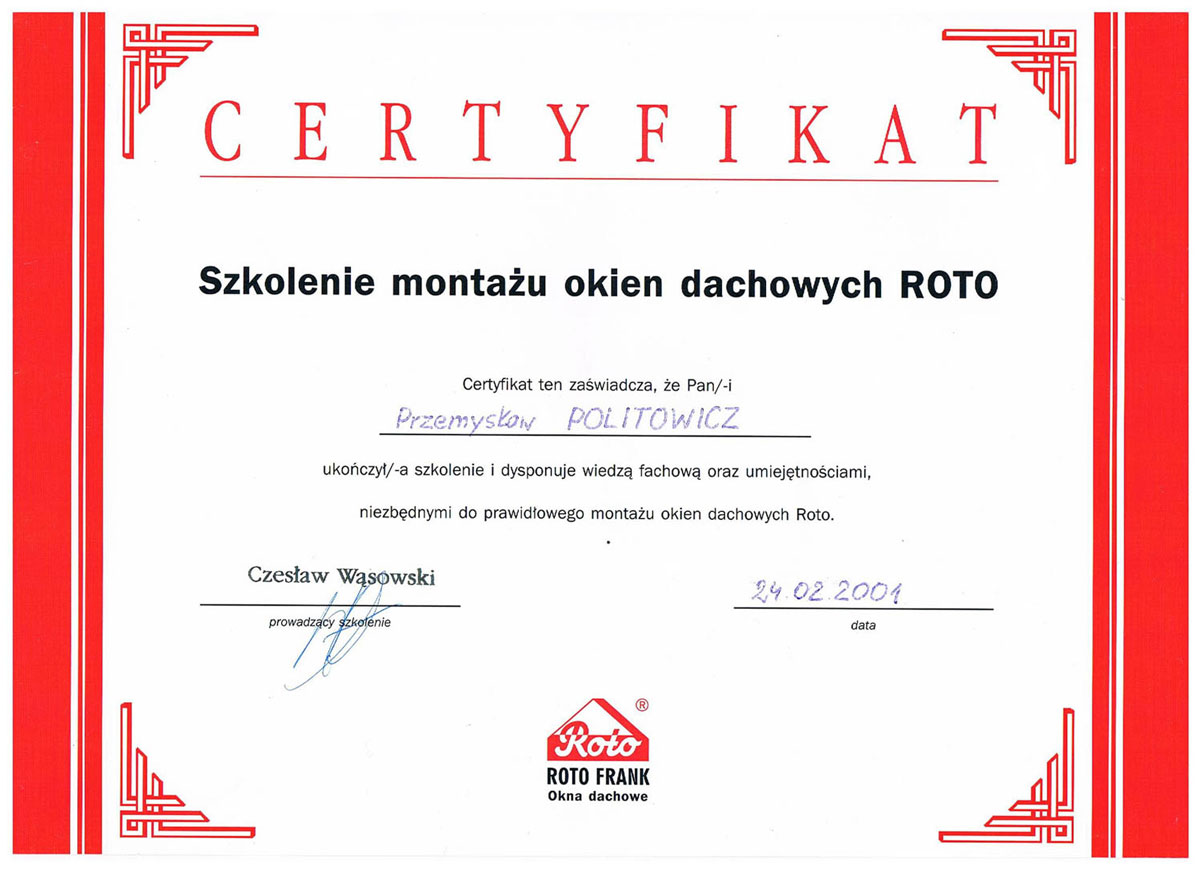 CERTYFIKAT
Szkolenie montażu okien dachowych ROTO
Certyfikat ten zaświadcza, że Pan/-i
Przemysław POLITOWICZ
ukończył/-a szkolenie i dysponuje wiedzą fachową oraz umiejętnościami,
niezbędnymi do prawidłowego montażu okien dachowych Roto.
Czesław Wąsowski
prowadzący szkolenie
24.02.2001
data
Roto ®
ROTO FRANK
Okna dachowe